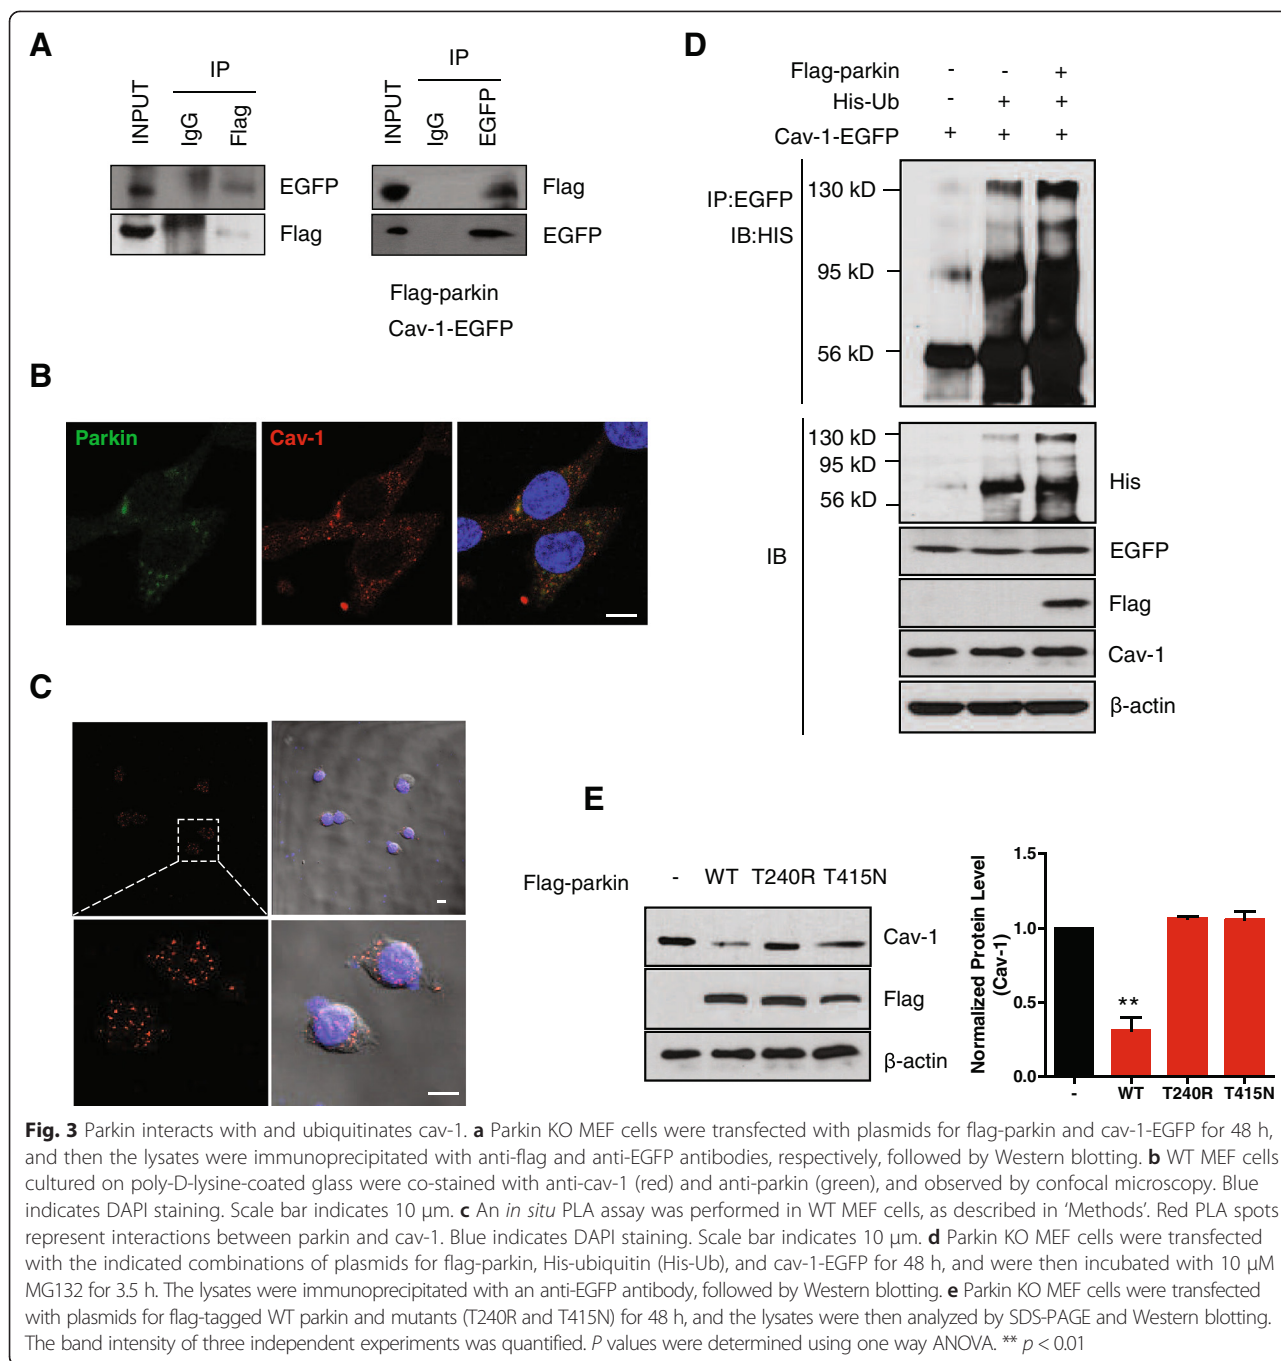 A
IP
INPUT
IgG
Flag
EGFP
Flag
IP
INPUT
IgG
EGFP
Flag
EGFP
Flag-parkin
Cav-1-EGFP
B
Parkin
Cav-1
C
D
Flag-parkin - - +
His-Ub - + +
Cav-1-EGFP + + +
IP:EGFP
IB:HIS
130 kD
95 kD
56 kD
IB
130 kD
95 kD
56 kD
His
EGFP
Flag
Cav-1
β-actin
E
Flag-parkin - WT T240R T415N
Cav-1
Flag
β-actin
Normalized Protein Level
(Cav-1)
1.5
1.0
0.5
0.0
**
- WT T240R T415N
Fig. 3 Parkin interacts with and ubiquitinates cav-1. a Parkin KO MEF cells were transfected with plasmids for flag-parkin and cav-1-EGFP for 48 h,
and then the lysates were immunoprecipitated with anti-flag and anti-EGFP antibodies, respectively, followed by Western blotting. b WT MEF cells
cultured on poly-D-lysine-coated glass were co-stained with anti-cav-1 (red) and anti-parkin (green), and observed by confocal microscopy. Blue
indicates DAPI staining. Scale bar indicates 10 μm. c An in situ PLA assay was performed in WT MEF cells, as described in ‘Methods’. Red PLA spots
represent interactions between parkin and cav-1. Blue indicates DAPI staining. Scale bar indicates 10 μm. d Parkin KO MEF cells were transfected
with the indicated combinations of plasmids for flag-parkin, His-ubiquitin (His-Ub), and cav-1-EGFP for 48 h, and were then incubated with 10 μM
MG132 for 3.5 h. The lysates were immunoprecipitated with an anti-EGFP antibody, followed by Western blotting. e Parkin KO MEF cells were transfected
with plasmids for flag-tagged WT parkin and mutants (T240R and T415N) for 48 h, and the lysates were then analyzed by SDS-PAGE and Western blotting.
The band intensity of three independent experiments was quantified. P values were determined using one way ANOVA. ** p < 0.01